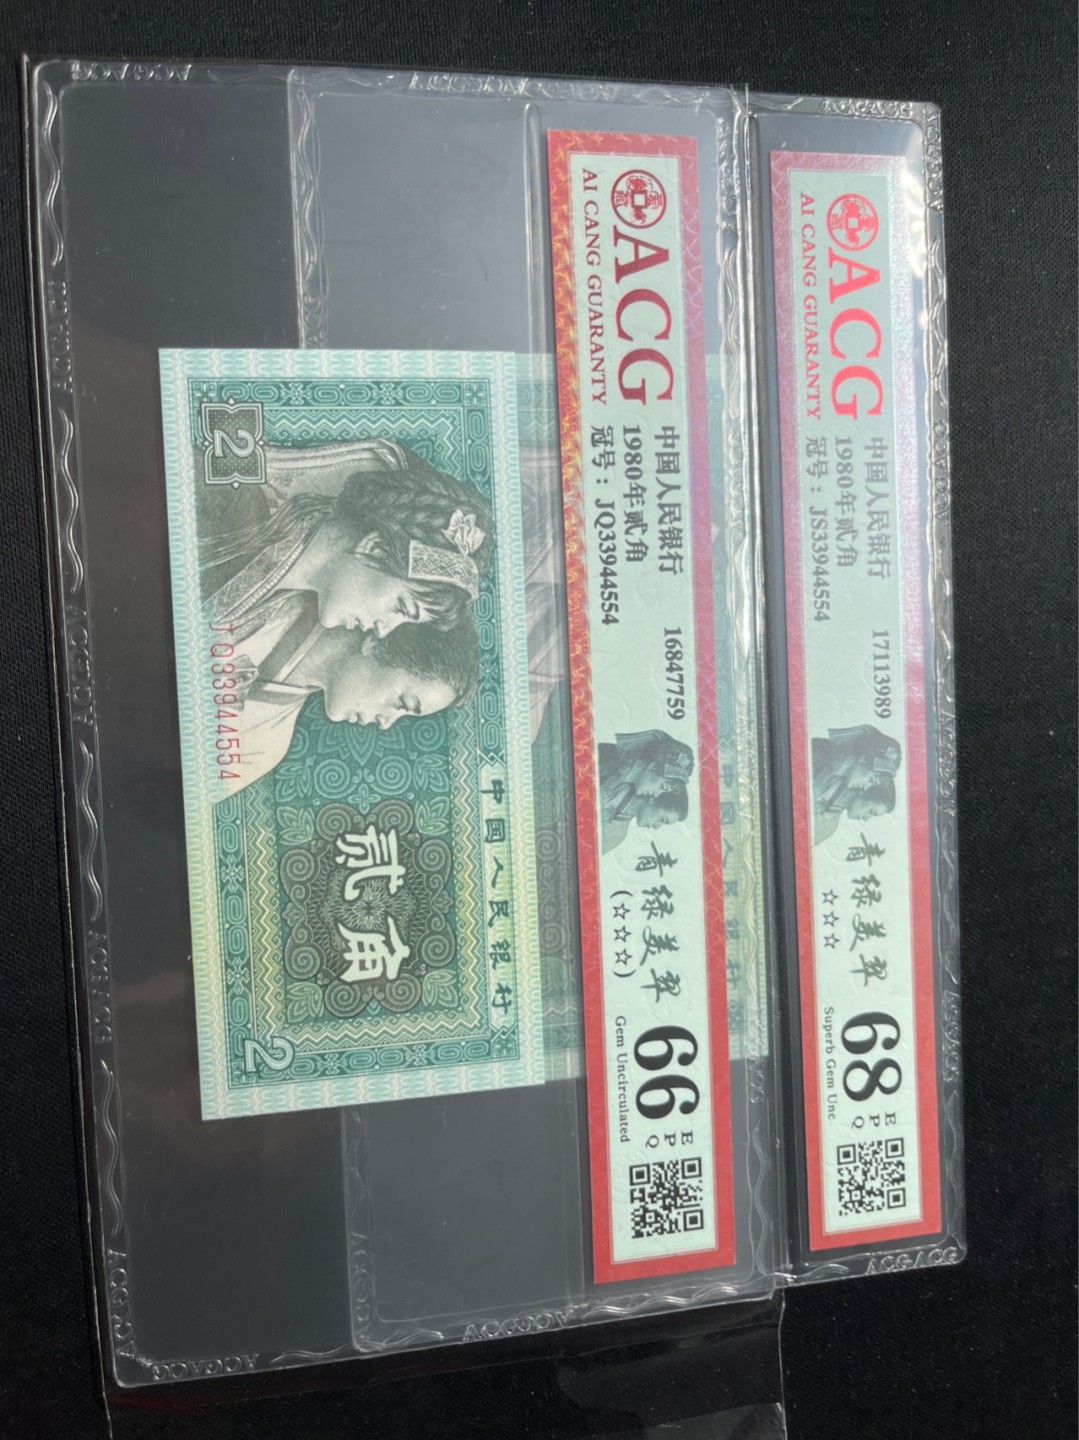 ACG
AI CANG GUARANTY
中国人民银行
1980年贰角
冠号：JS33944554
17113989
青绿美翠
☆☆☆
68
EPQ
Superb Gem Unc
ACG
AI CANG GUARANTY
中国人民银行
1980年贰角
冠号：JQ33944554
16847759
青绿美翠
(☆☆☆)
66
EPQ
Gem Uncirculated
中国人民银行
贰角
2
2
JQ33944554